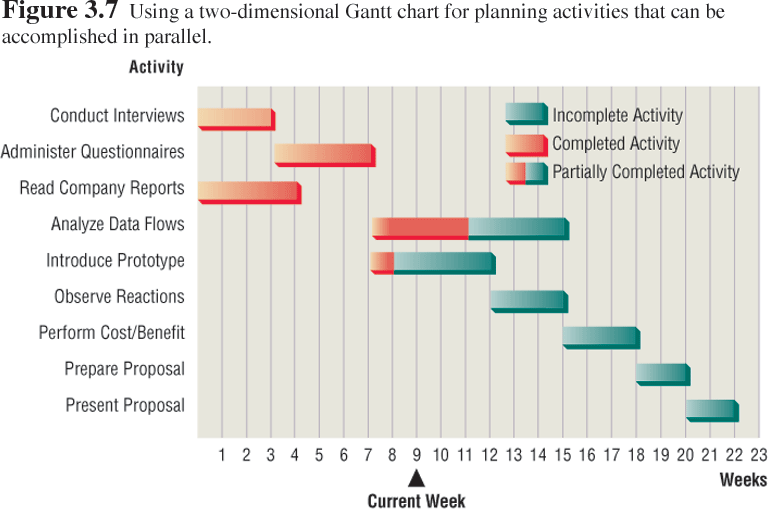 Figure 3.7 Using a two-dimensional Gantt chart for planning activities that can be
accomplished in parallel.
Activity
Conduct Interviews
Administer Questionnaires
Read Company Reports
Analyze Data Flows
Introduce Prototype
Observe Reactions
Perform Cost/Benefit
Prepare Proposal
Present Proposal
Incomplete Activity
Completed Activity
Partially Completed Activity
1 2 3 4 5 6 7 8 9 10 11 12 13 14 15 16 17 18 19 20 21 22 23
Weeks
Current Week